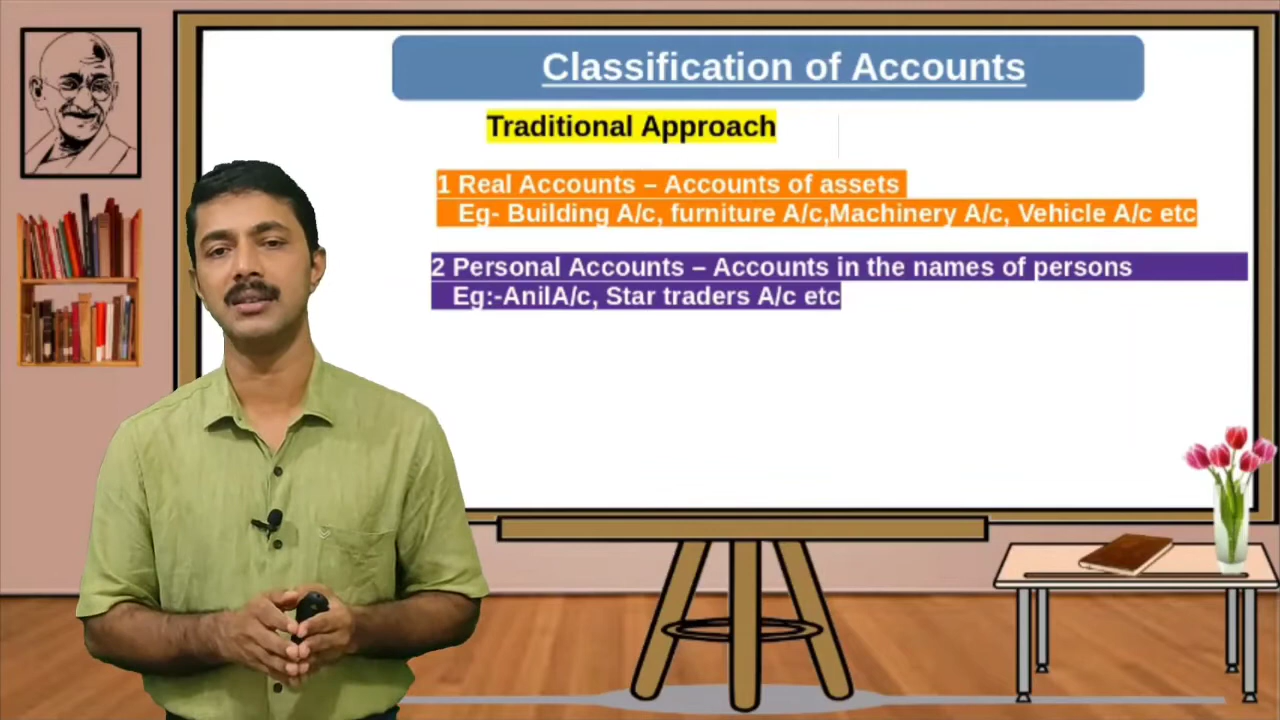 Classification of Accounts
Traditional Approach
1 Real Accounts – Accounts of assets
Eg- Building A/c, furniture A/c,Machinery A/c, Vehicle A/c etc
2 Personal Accounts – Accounts in the names of persons
Eg:-AnilA/c, Star traders A/c etc